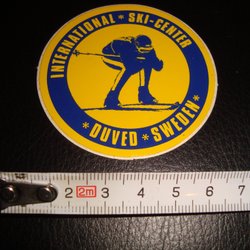 INTERNATIONAL * SKI-CENTER
* DUVED * SWEDEN *
2 2m 3 4 5 6 7